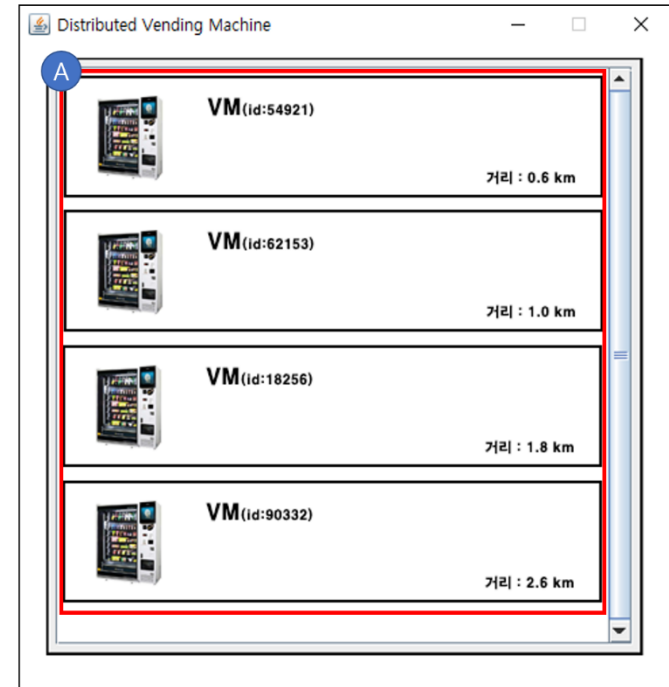 Distributed Vending Machine
A
VM(id:54921)
거리 : 0.6 km
VM(id:62153)
거리 : 1.0 km
VM(id:18256)
거리 : 1.8 km
VM(id:90332)
거리 : 2.6 km